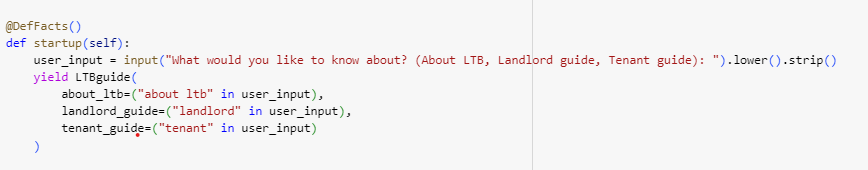 @DefFacts()
def startup(self):
    user_input = input("What would you like to know about? (About LTB, Landlord guide, Tenant guide): ").lower().strip()
    yield LTBguide(
        about_ltb=("about ltb" in user_input),
        landlord_guide=("landlord" in user_input),
        tenant_guide=("tenant" in user_input)
    )